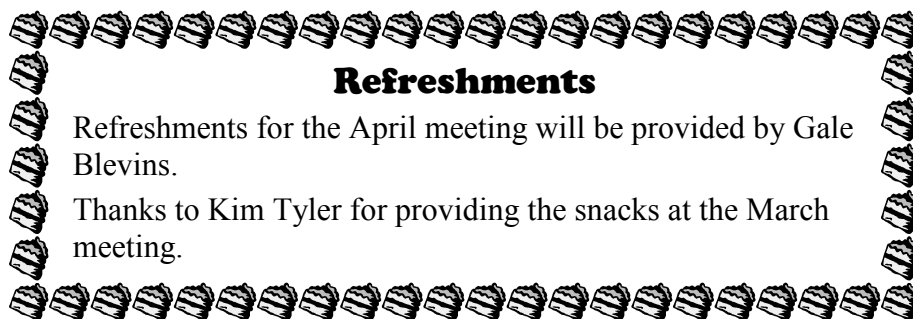 Refreshments
Refreshments for the April meeting will be provided by Gale
Blevins.
Thanks to Kim Tyler for providing the snacks at the March
meeting.